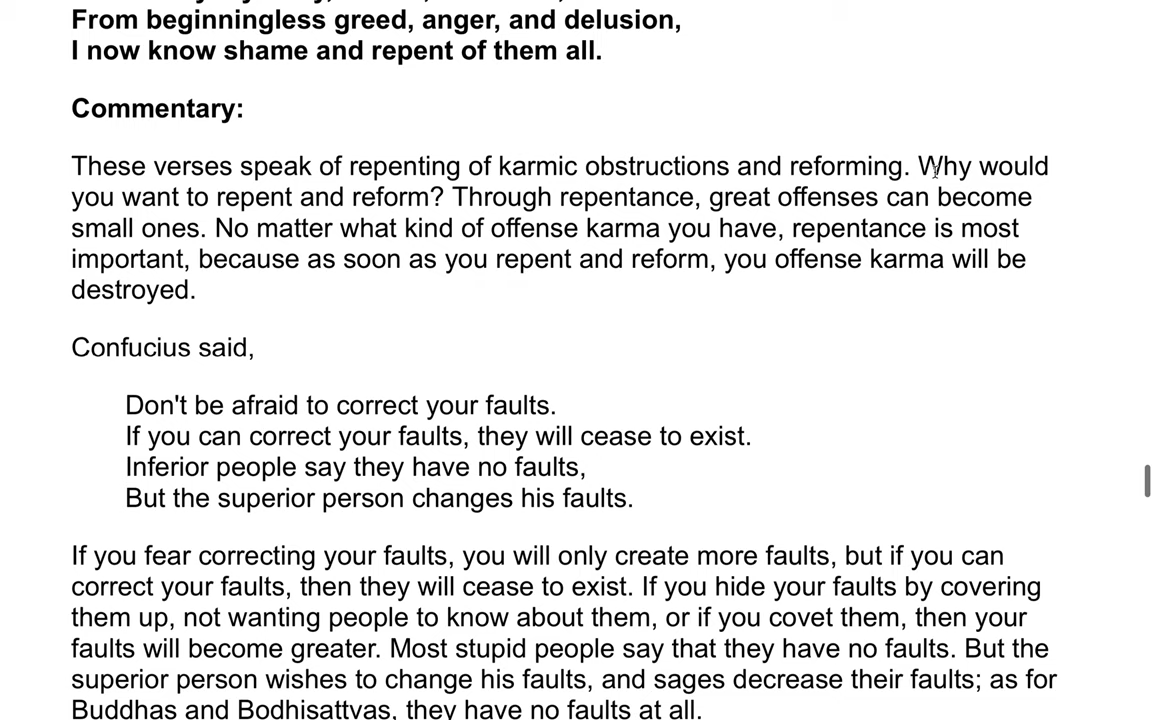 From beginningless greed, anger, and delusion,
I now know shame and repent of them all.
Commentary:
These verses speak of repenting of karmic obstructions and reforming. Why would
you want to repent and reform? Through repentance, great offenses can become
small ones. No matter what kind of offense karma you have, repentance is most
important, because as soon as you repent and reform, you offense karma will be
destroyed.
Confucius said,
Don't be afraid to correct your faults.
If you can correct your faults, they will cease to exist.
Inferior people say they have no faults,
But the superior person changes his faults.
If you fear correcting your faults, you will only create more faults, but if you can
correct your faults, then they will cease to exist. If you hide your faults by covering
them up, not wanting people to know about them, or if you covet them, then your
faults will become greater. Most stupid people say that they have no faults. But the
superior person wishes to change his faults, and sages decrease their faults; as for
Buddhas and Bodhisattvas, they have no faults at all.